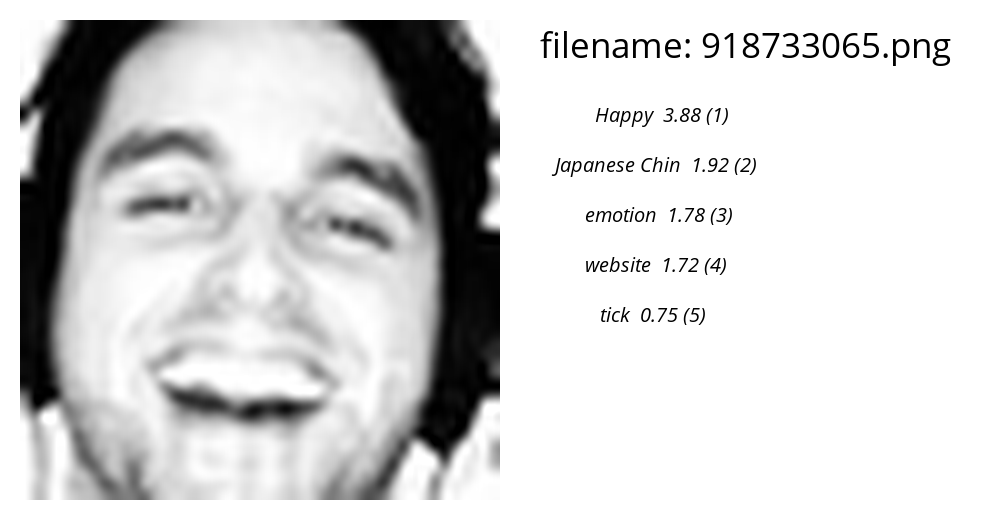 filename: 918733065.png
Happy 3.88 (1)
Japanese Chin 1.92 (2)
emotion 1.78 (3)
website 1.72 (4)
tick 0.75 (5)